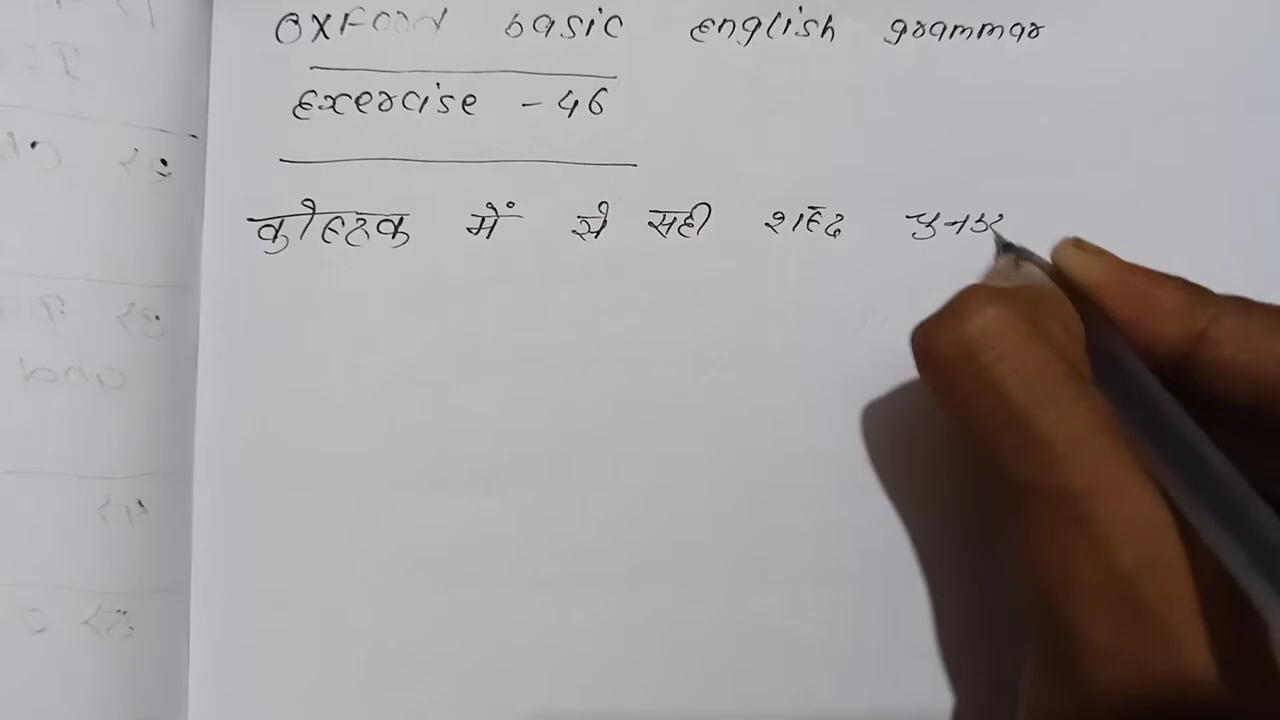 Oxford basic English grammar
Exercise - 46
कोष्ठक में से सही शब्द चुनकर